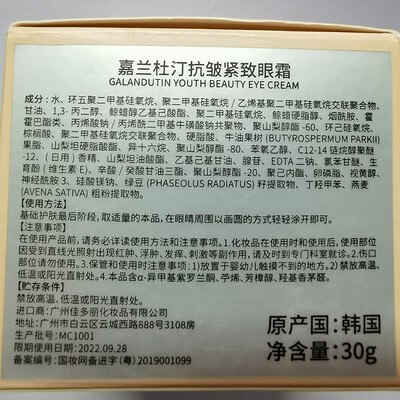 嘉兰杜汀抗皱紧致眼霜
GALANDUTIN YOUTH BEAUTY EYE CREAM
成分：水、环五聚二甲基硅氧烷、聚二甲基硅氧烷/乙烯基聚二甲基硅氧烷交联聚合物、
甘油、1,3-丙二醇、鲸蜡醇乙基己酸酯、聚二甲基硅氧烷、鲸蜡硬脂醇、烟酰胺、霍
霍巴酯类、丙烯酸钠/丙烯酰二甲基牛磺酸钠共聚物、聚山梨醇酯-60、环己硅氧烷、
棕榈酸、聚二甲基硅氧烷交联聚合物、硬脂酸、牛油果树 (BUTYROSPERMUM PARKII)
果脂、山梨坦硬脂酸酯、异十六烷、聚山梨醇酯-80、苯氧乙醇、C12-14 链烷醇聚醚
-12、(日用) 香精、山梨坦油酸酯、乙基己基甘油、腺苷、EDTA 二钠、氯苯甘醚、生
育酚 (维生素 E)、辛酸/癸酸甘油三酯、聚山梨醇酯-20、聚己内酯、卵磷脂、视黄醇、
神经酰胺 3、硅酸镁钠、绿豆 (PHASEOLUS RADIATUS) 籽提取物、丁羟甲苯、燕麦
(AVENA SATIVA) 籽粉提取物。
【使用方法】
基础护肤最后阶段，取适量的本品，在眼睛周围以画圆的方式轻轻涂开即可。
【注意事项】
在使用产品前，请务必详读使用方法和注意事项。1.化妆品在使用时和使用后，使用部位
因受到直线光照射出现红肿、浮肿、发痒、刺激等副作用，请及时到专门科室就诊。2.伤口
部位请勿使用。3.保管和使用时注意事项：1)放置于婴幼儿触摸不到的地方。2)禁放高温、
低温或阳光直射处。4.本品含α-异甲基紫罗兰酮、苧烯、芳樟醇、羟基香茅醛。
【贮存条件】
禁放高温、低温或阳光直射处。
进口商：广州佳多丽化妆品有限公司
地址：广州市白云区云城西路888号3108房
生产批号：MC1001
限期使用日期：2022.09.28
备案编号：国妆网备进字（粤）2019001099
原产国：韩国
净含量：30g